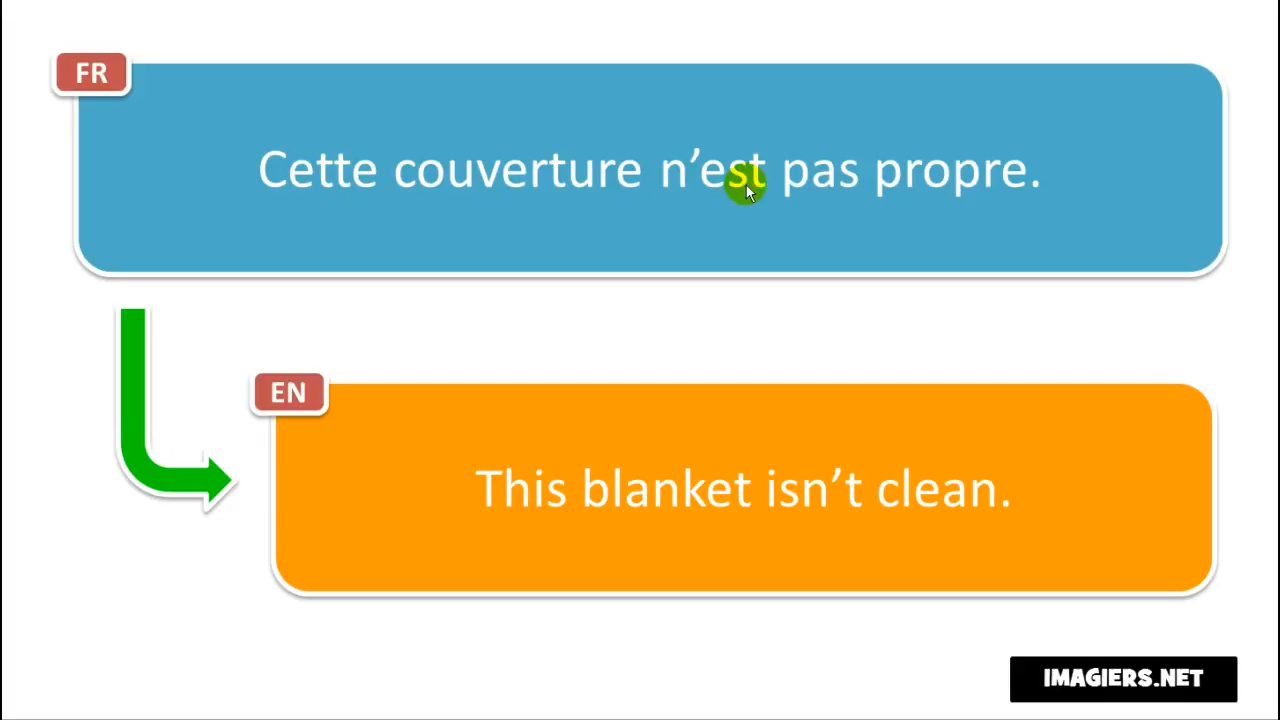 FR
Cette couverture n’est pas propre.
EN
This blanket isn’t clean.
IMAGIERS.NET